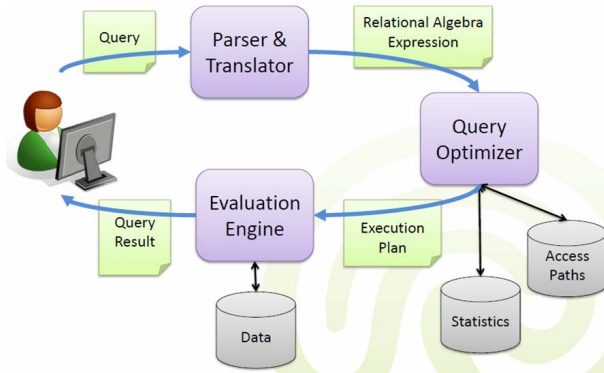 Query
Parser &
Translator
Relational Algebra
Expression
Query
Optimizer
Evaluation
Engine
Query
Result
Execution
Plan
Access
Paths
Statistics
Data